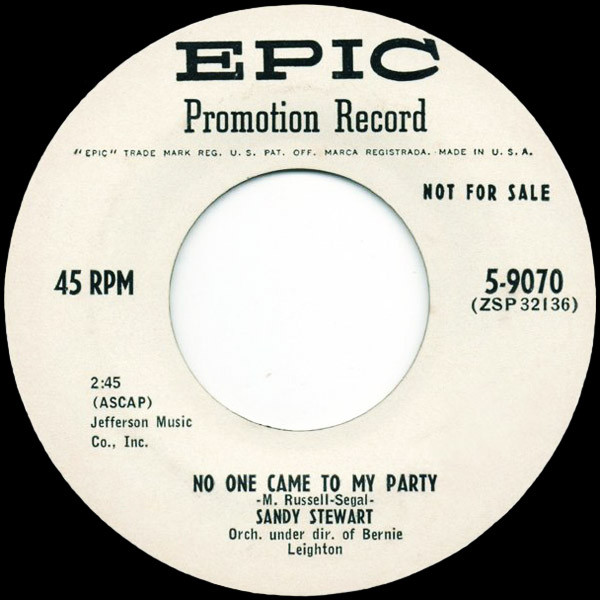 EPIC
Promotion Record
"EPIC" TRADE MARK REG. U. S. PAT. OFF. MARCA REGISTRADA. MADE IN U. S. A.
NOT FOR SALE
45 RPM
5-9070
(ZSP 32136)
2:45
(ASCAP)
Jefferson Music
Co., Inc.
NO ONE CAME TO MY PARTY
-M. Russell-Segal-
SANDY STEWART
Orch. under dir. of Bernie
Leighton